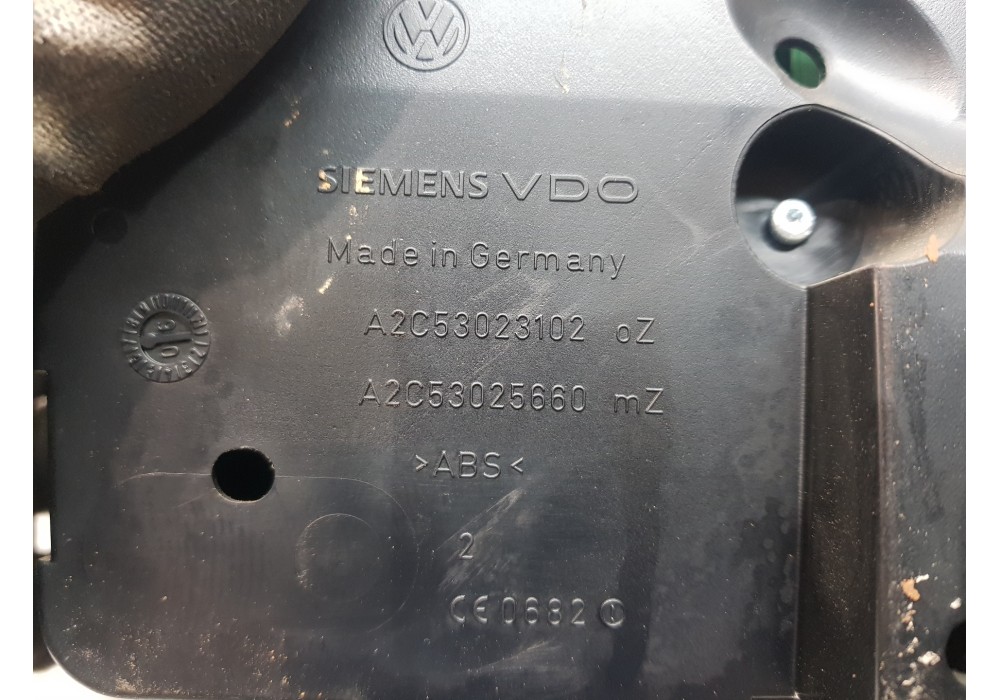 SIEMENS VDO
Made in Germany
A2C53023102 oZ
A2C53025660 mZ
>ABS<
2
CE 0682